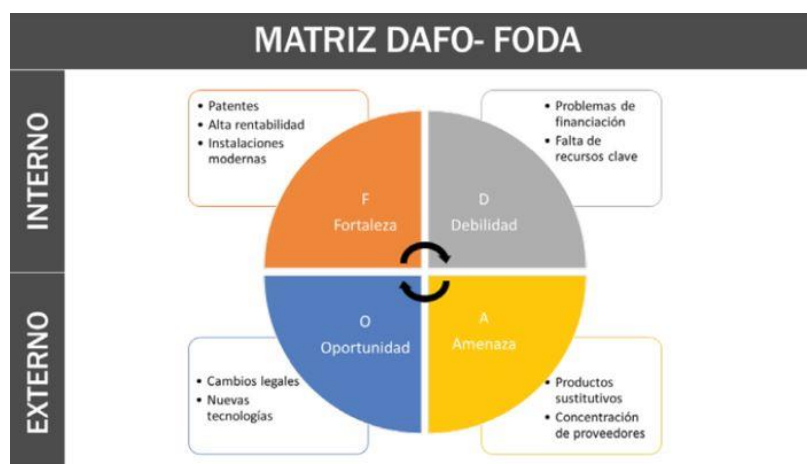 MATRIZ DAFO- FODA
INTERNO
• Patentes
• Alta rentabilidad
• Instalaciones
modernas
• Problemas de
financiación
• Falta de
recursos clave
F
Fortaleza
D
Debilidad
EXTERNO
O
Oportunidad
A
Amenaza
• Cambios legales
• Nuevas
tecnologías
• Productos
sustitutivos
• Concentración
de proveedores